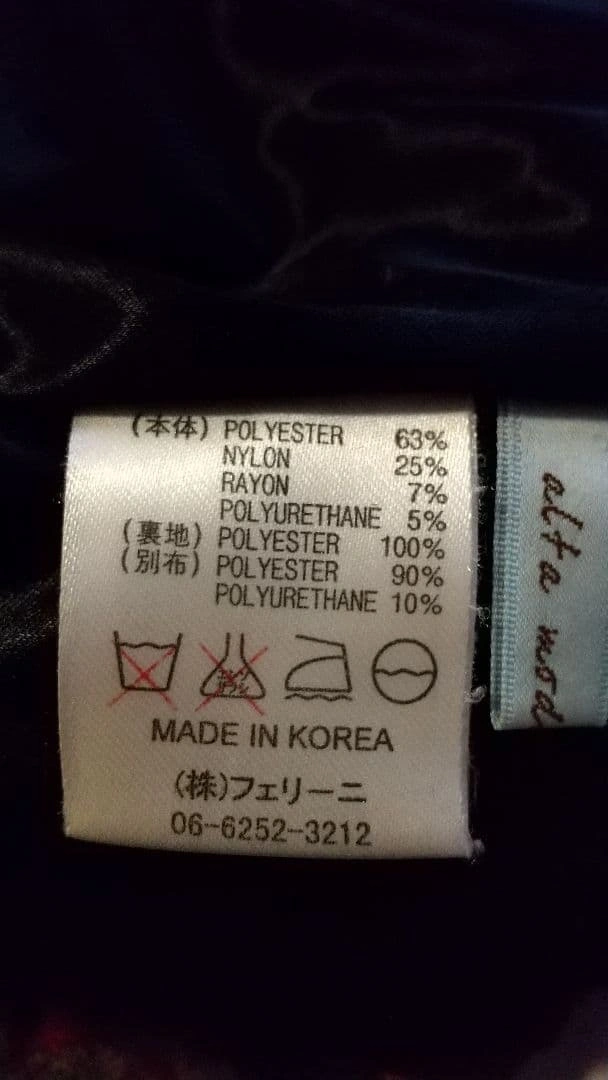 (本体) POLYESTER 63%
NYLON 25%
RAYON 7%
POLYURETHANE 5%
(裏地) POLYESTER 100%
(別布) POLYESTER 90%
POLYURETHANE 10%
MADE IN KOREA
(株)フェリーニ
06-6252-3212
alta